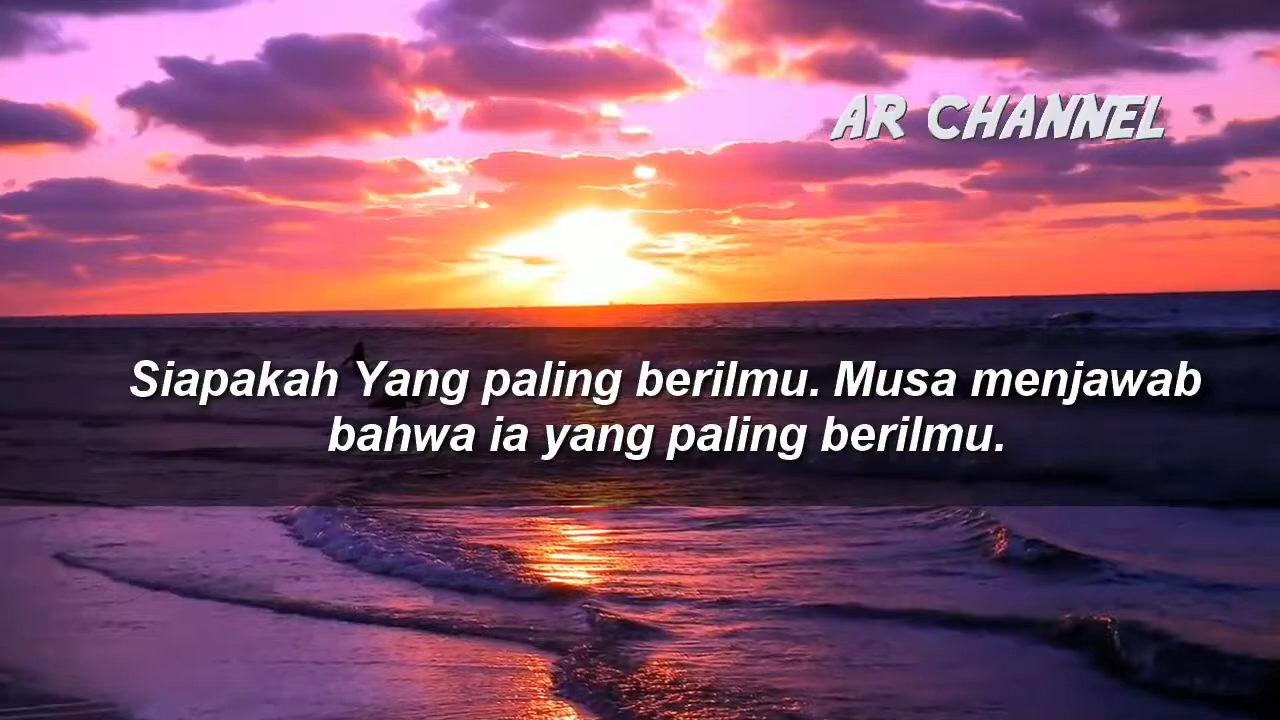 AR CHANNEL
Siapakah Yang paling berilmu. Musa menjawab
bahwa ia yang paling berilmu.